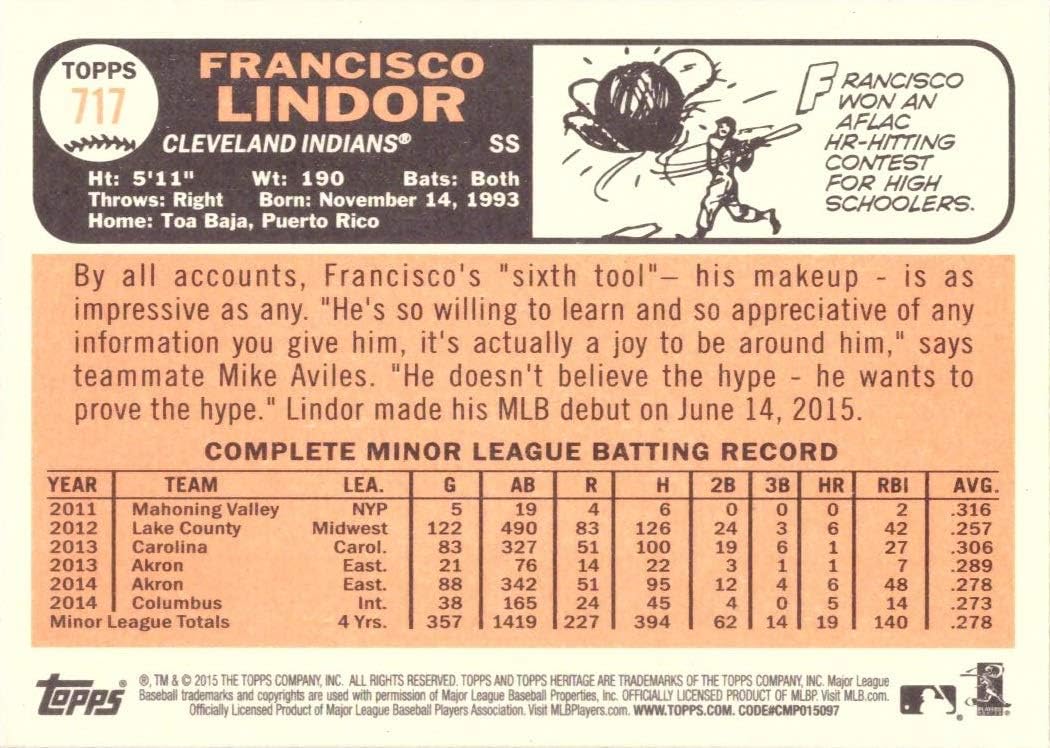 TOPPS
717
FRANCISCO
LINDOR
CLEVELAND INDIANS® SS
Ht: 5'11" Wt: 190 Bats: Both
Throws: Right Born: November 14, 1993
Home: Toa Baja, Puerto Rico
FRANCISCO
WON AN
AFLAC
HR-HITTING
CONTEST
FOR HIGH
SCHOOLERS.
By all accounts, Francisco's "sixth tool"— his makeup - is as
impressive as any. "He's so willing to learn and so appreciative of any
information you give him, it's actually a joy to be around him," says
teammate Mike Aviles. "He doesn't believe the hype - he wants to
prove the hype." Lindor made his MLB debut on June 14, 2015.
COMPLETE MINOR LEAGUE BATTING RECORD
YEAR TEAM LEA. G AB R H 2B 3B HR RBI AVG.
2011 Mahoning Valley NYP 5 19 4 6 0 0 0 2 .316
2012 Lake County Midwest 122 490 83 126 24 3 6 42 .257
2013 Carolina Carol. 83 327 51 100 19 6 1 27 .306
2013 Akron East. 21 76 14 22 3 1 1 7 .289
2014 Akron East. 88 342 51 95 12 4 6 48 .278
2014 Columbus Int. 38 165 24 45 4 0 5 14 .273
Minor League Totals 4 Yrs. 357 1419 227 394 62 14 19 140 .278
Topps®
®, TM & © 2015 THE TOPPS COMPANY, INC. ALL RIGHTS RESERVED. TOPPS AND TOPPS HERITAGE ARE TRADEMARKS OF THE TOPPS COMPANY, INC. Major League
Baseball trademarks and copyrights are used with permission of Major League Baseball Properties, Inc. OFFICIALLY LICENSED PRODUCT OF MLBP. Visit MLB.com.
Officially Licensed Product of Major League Baseball Players Association. Visit MLBPlayers.com. WWW.TOPPS.COM. CODE#CMP015097